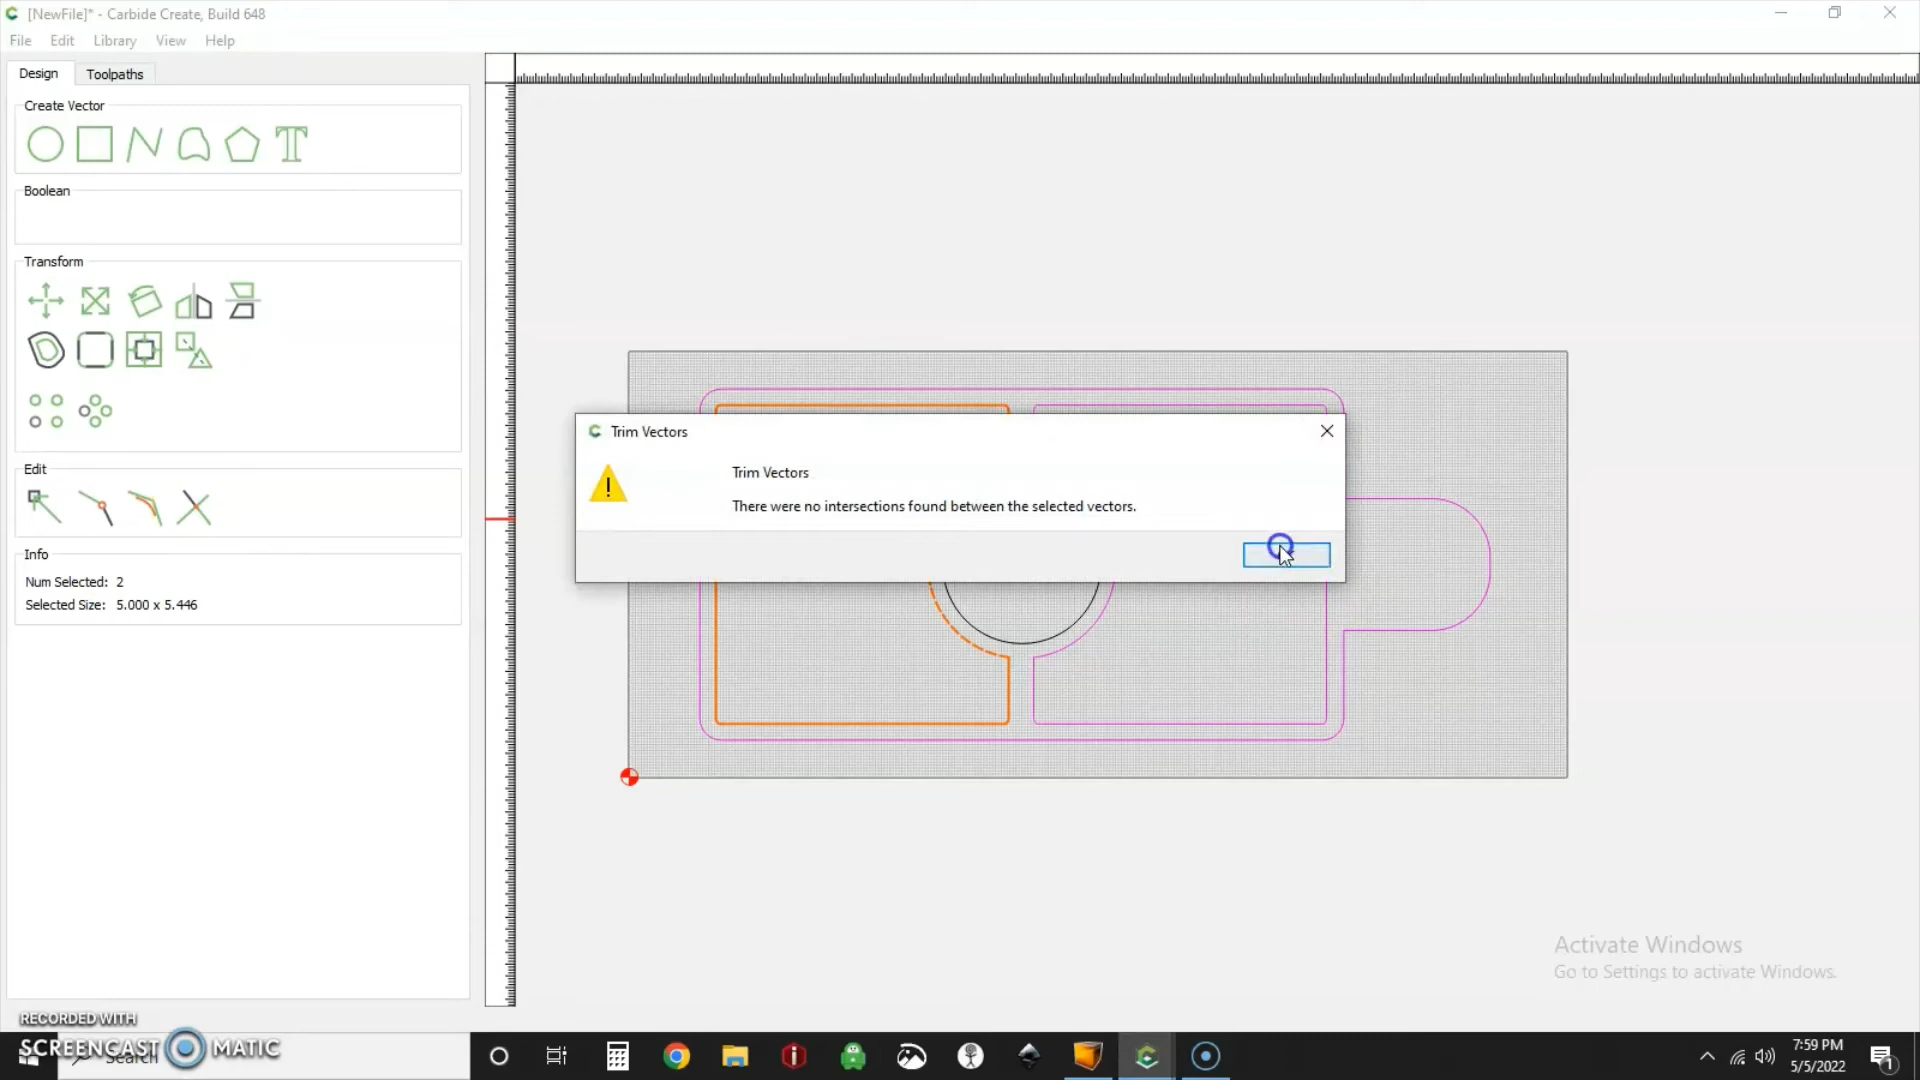 [NewFile]* - Carbide Create, Build 648
File Edit Library View Help
Design Toolpaths
Create Vector
Boolean
Transform
Edit
Info
Num Selected: 2
Selected Size: 5.000 x 5.446
Trim Vectors
Trim Vectors
There were no intersections found between the selected vectors.
Activate Windows
Go to Settings to activate Windows.
RECORDED WITH
SCREENCAST MATIC
Search
7:59 PM
5/5/2022
1